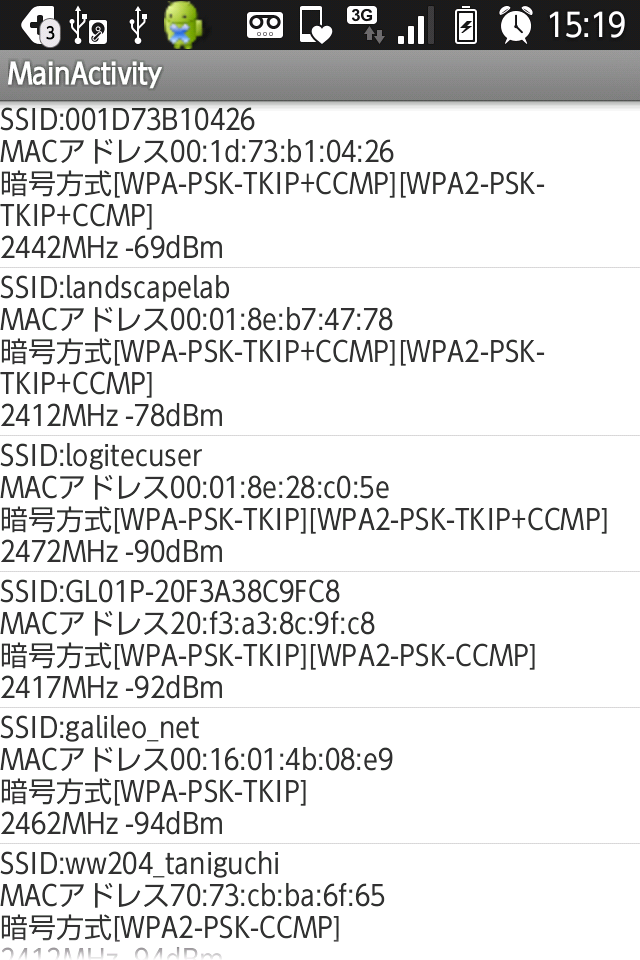 3
3G
15:19
MainActivity
SSID:001D73B10426
MACアドレス00:1d:73:b1:04:26
暗号方式[WPA-PSK-TKIP+CCMP][WPA2-PSK-
TKIP+CCMP]
2442MHz -69dBm
SSID:landscapelab
MACアドレス00:01:8e:b7:47:78
暗号方式[WPA-PSK-TKIP+CCMP][WPA2-PSK-
TKIP+CCMP]
2412MHz -78dBm
SSID:logitecuser
MACアドレス00:01:8e:28:c0:5e
暗号方式[WPA-PSK-TKIP][WPA2-PSK-TKIP+CCMP]
2472MHz -90dBm
SSID:GL01P-20F3A38C9FC8
MACアドレス20:f3:a3:8c:9f:c8
暗号方式[WPA-PSK-TKIP][WPA2-PSK-CCMP]
2417MHz -92dBm
SSID:galileo_net
MACアドレス00:16:01:4b:08:e9
暗号方式[WPA-PSK-TKIP]
2462MHz -94dBm
SSID:ww204_taniguchi
MACアドレス70:73:cb:ba:6f:65
暗号方式[WPA2-PSK-CCMP]